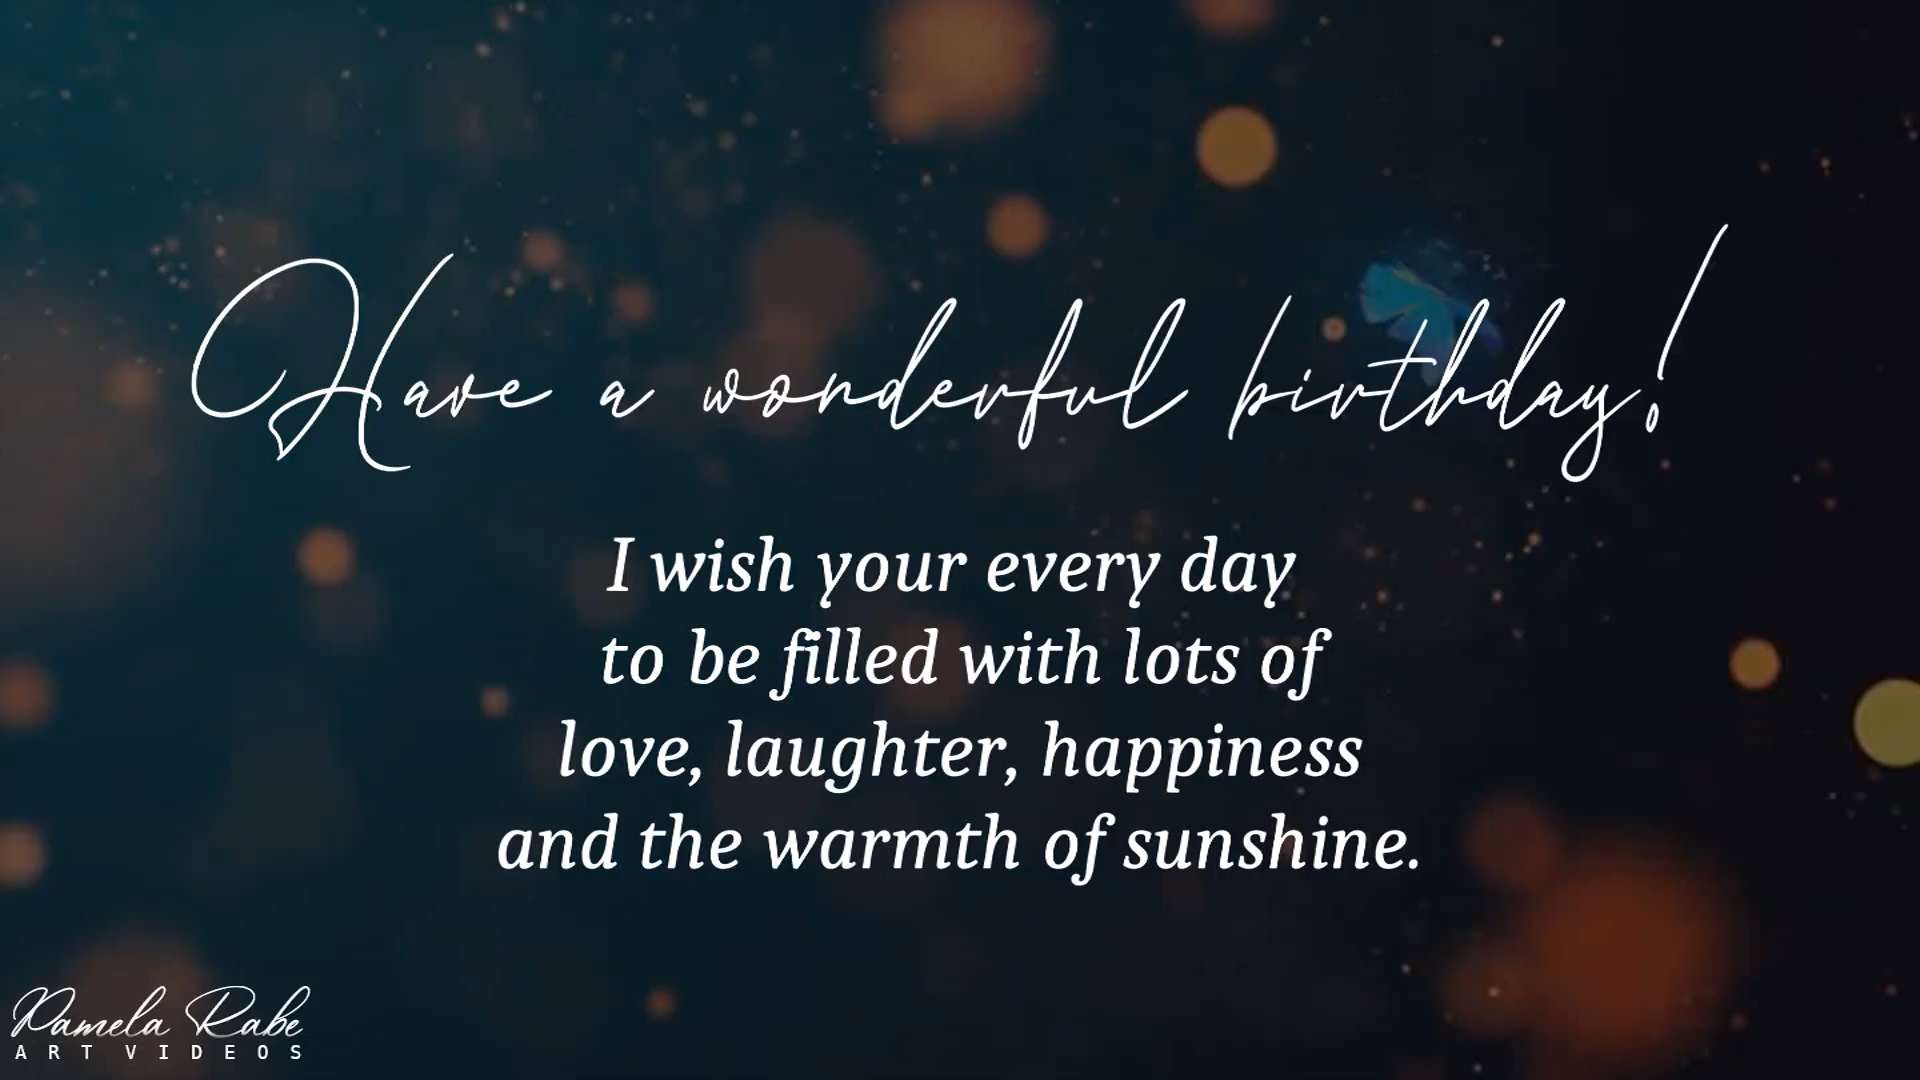 Have a wonderful birthday!
I wish your every day
to be filled with lots of
love, laughter, happiness
and the warmth of sunshine.
Pamela Rabe
ART VIDEOS